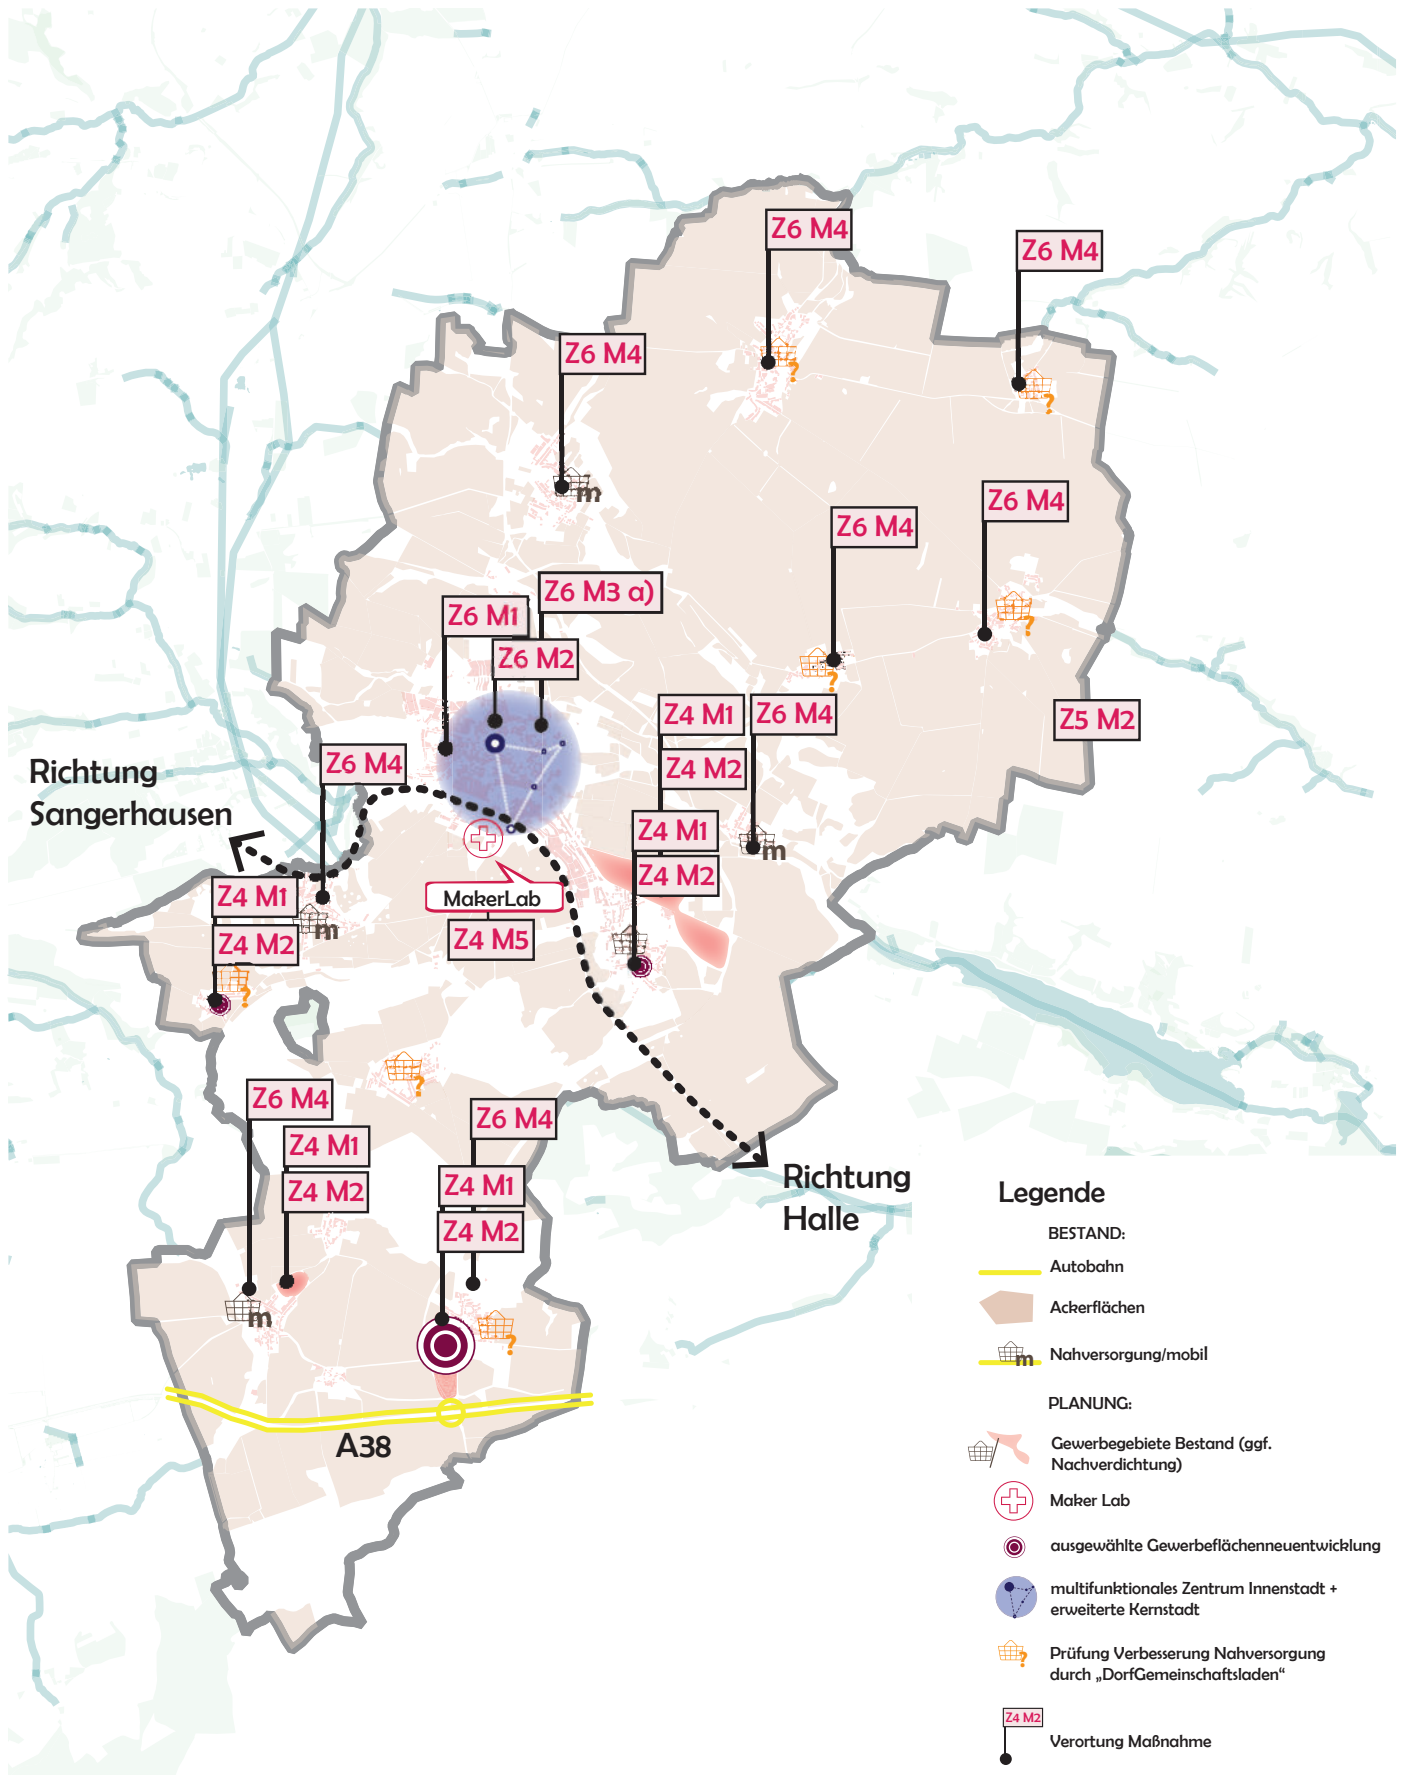 Z6 M4
Z6 M4
Z6 M4
?
?
m
Z6 M4
Z6 M4
Z6 M3 a)
Z6 M1
?
Z6 M2
?
Z4 M1
Z6 M4
Z5 M2
Z6 M4
Z4 M2
Richtung
Sangerhausen
Z4 M1
m
Z4 M2
Z4 M1
MakerLab
m
Z4 M2
Z4 M5
?
?
Z6 M4
Z6 M4
Z4 M1
Z4 M2
Z4 M1
Z4 M2
Richtung
Halle
m
?
A38
Legende
BESTAND:
Autobahn
Ackerflächen
m
Nahversorgung/mobil
PLANUNG:
Gewerbegebiete Bestand (ggf.
Nachverdichtung)
Maker Lab
ausgewählte Gewerbeflächenneuentwicklung
multifunktionales Zentrum Innenstadt +
erweiterte Kernstadt
?
Prüfung Verbesserung Nahversorgung
durch „DorfGemeinschaftsladen“
Z4 M2
Verortung Maßnahme